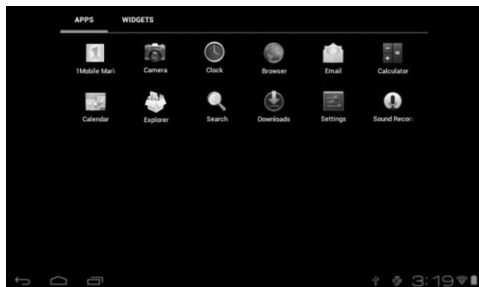 APPS WIDGETS
1Mobile Mark Camera Clock Browser Email Calculator
Calendar Explorer Search Downloads Settings Sound Recor
3:19